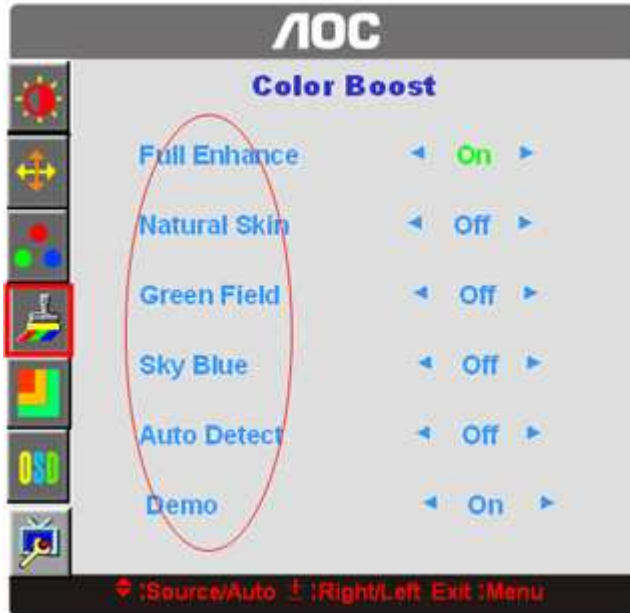 AOC
Color Boost
Full Enhance On
Natural Skin Off
Green Field Off
Sky Blue Off
Auto Detect Off
OSD
Demo On
:Source/Auto :Right/Left Exit :Menu